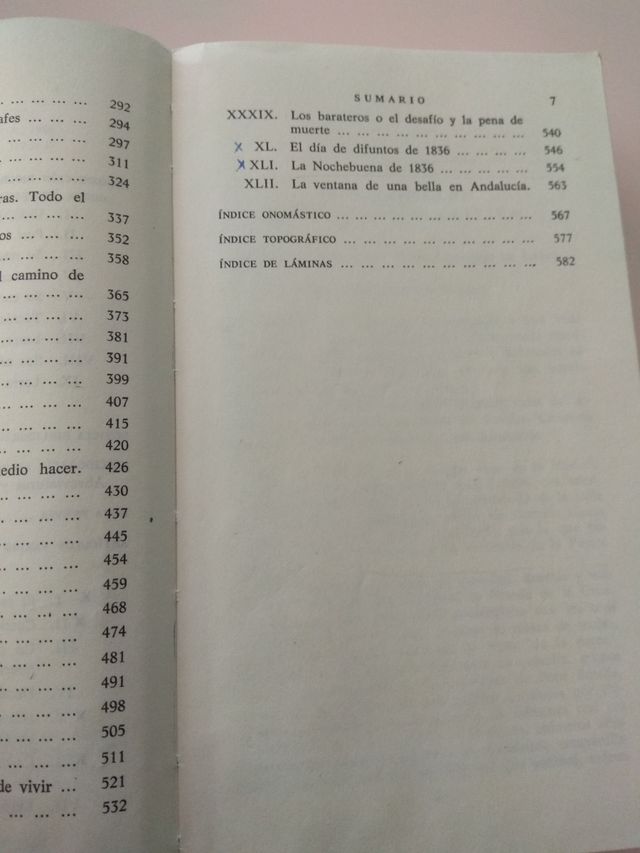 ... ... ... ... 292
afes ... ... ... 294
... ... ... ... 297
... ... ... ... 311
... ... ... ... 324
ras. Todo el
... ... ... ... 337
os ... ... ... 352
... ... ... ... 358
l camino de
... ... ... ... 365
... ... ... ... 373
... ... ... ... 381
... ... ... ... 391
... ... ... ... 399
... ... ... ... 407
... ... ... ... 415
... ... ... ... 420
edio hacer. 426
... ... ... ... 430
... ... ... ... 437
... ... ... ... 445
... ... ... ... 454
... ... ... ... 459
... ... ... ... 468
... ... ... ... 474
... ... ... ... 481
... ... ... ... 491
... ... ... ... 498
... ... ... ... 505
... ... ... ... 511
de vivir ... 521
... ... ... 532
SUMARIO 7
XXXIX. Los barateros o el desafío y la pena de
muerte ... ... ... ... ... ... ... ... ... 540
x XL. El día de difuntos de 1836 ... ... ... ... 546
x XLI. La Nochebuena de 1836 ... ... ... ... ... 554
XLII. La ventana de una bella en Andalucía. 563
ÍNDICE ONOMÁSTICO ... ... ... ... ... ... ... ... ... 567
ÍNDICE TOPOGRÁFICO ... ... ... ... ... ... ... ... ... 577
ÍNDICE DE LÁMINAS ... ... ... ... ... ... ... ... ... 582